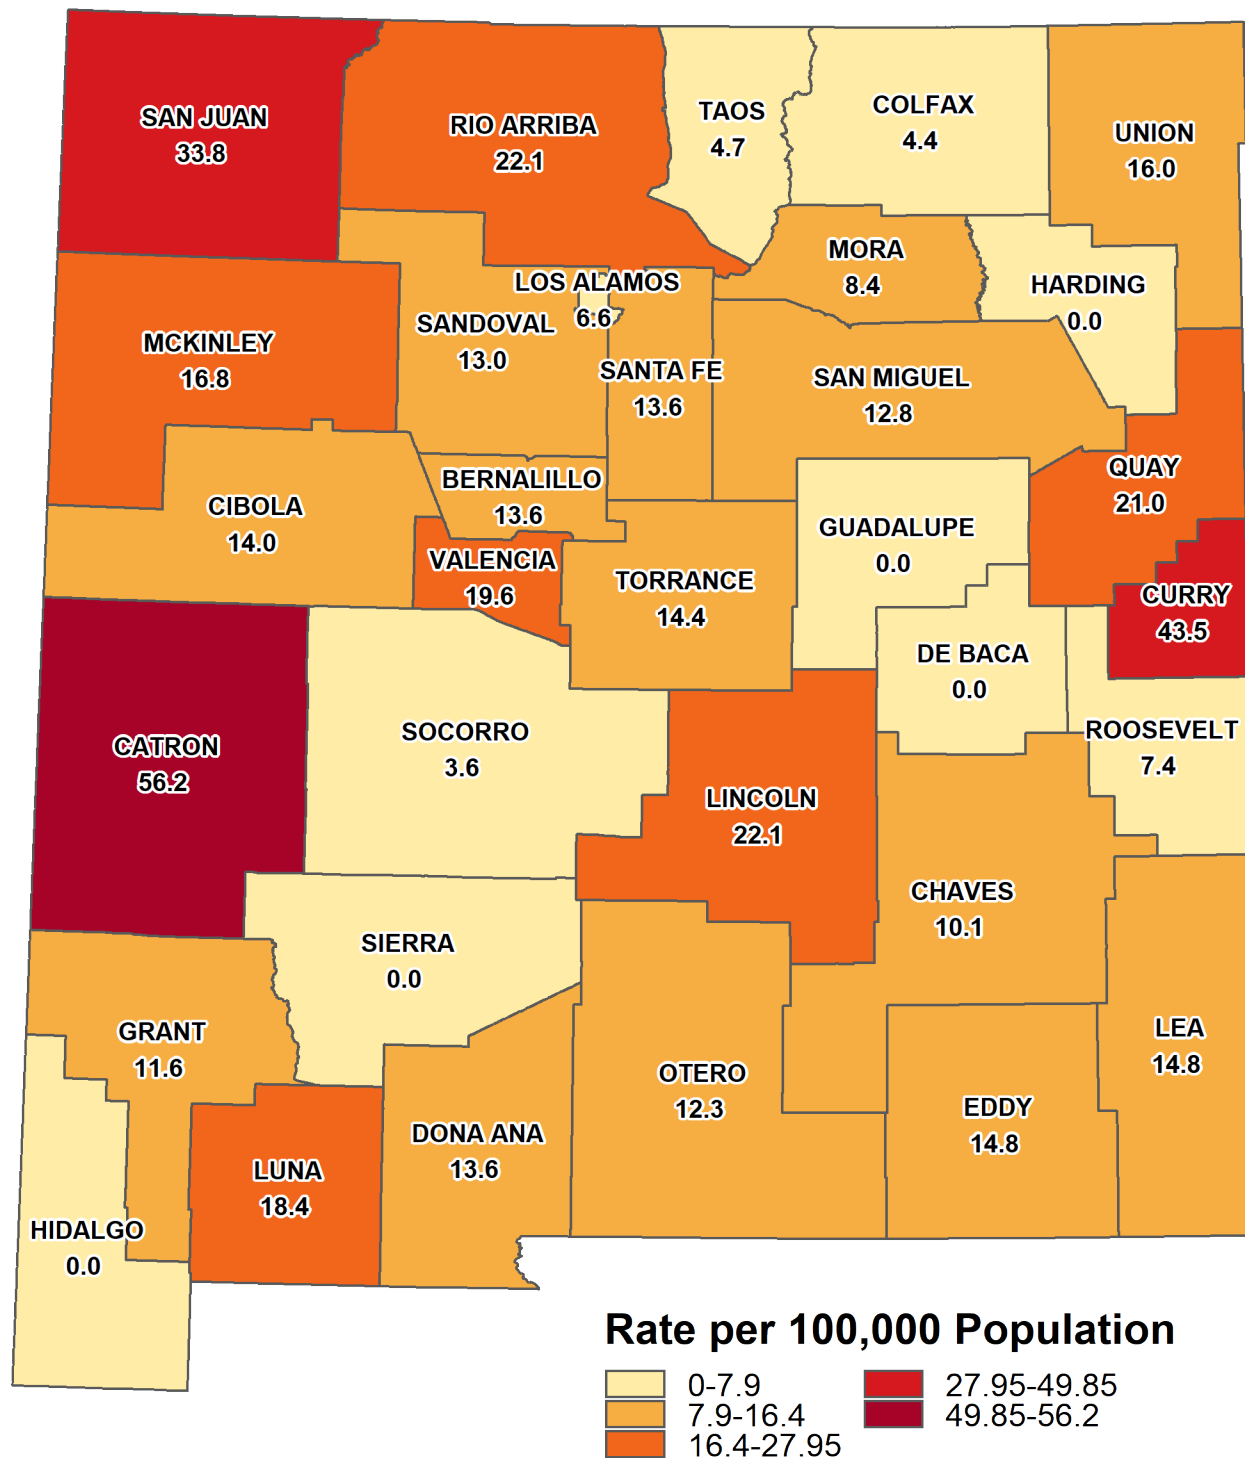 SAN JUAN
33.8
RIO ARRIBA
22.1
TAOS
4.7
COLFAX
4.4
UNION
16.0
MORA
8.4
HARDING
0.0
LOS ALAMOS
6.6
MCKINLEY
16.8
SANDOVAL
13.0
SANTA FE
13.6
SAN MIGUEL
12.8
QUAY
21.0
CIBOLA
14.0
BERNALILLO
13.6
GUADALUPE
0.0
VALENCIA
19.6
TORRANCE
14.4
CURRY
43.5
DE BACA
0.0
CATRON
56.2
SOCORRO
3.6
ROOSEVELT
7.4
LINCOLN
22.1
CHAVES
10.1
SIERRA
0.0
GRANT
11.6
LEA
14.8
OTERO
12.3
EDDY
14.8
DONA ANA
13.6
LUNA
18.4
HIDALGO
0.0
Rate per 100,000 Population
0-7.9
7.9-16.4
16.4-27.95
27.95-49.85
49.85-56.2